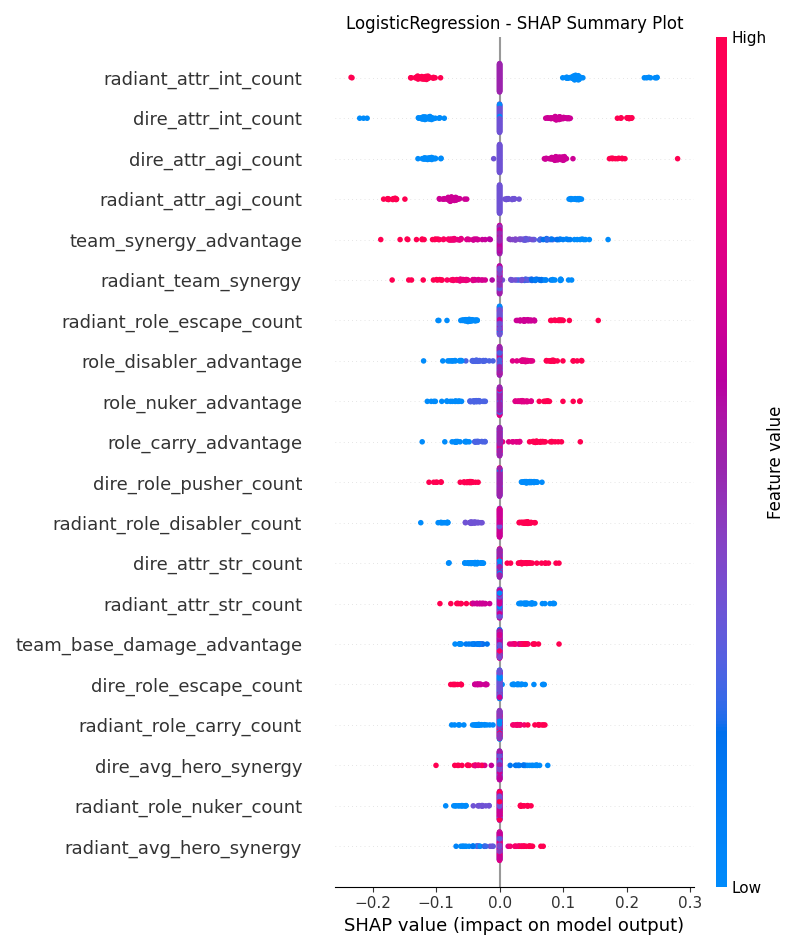 LogisticRegression - SHAP Summary Plot
High
radiant_attr_int_count
dire_attr_int_count
dire_attr_agi_count
radiant_attr_agi_count
team_synergy_advantage
radiant_team_synergy
radiant_role_escape_count
role_disabler_advantage
role_nuker_advantage
role_carry_advantage
dire_role_pusher_count
radiant_role_disabler_count
dire_attr_str_count
radiant_attr_str_count
team_base_damage_advantage
dire_role_escape_count
radiant_role_carry_count
dire_avg_hero_synergy
radiant_role_nuker_count
radiant_avg_hero_synergy
Feature value
Low
−0.2 −0.1 0.0 0.1 0.2 0.3
SHAP value (impact on model output)